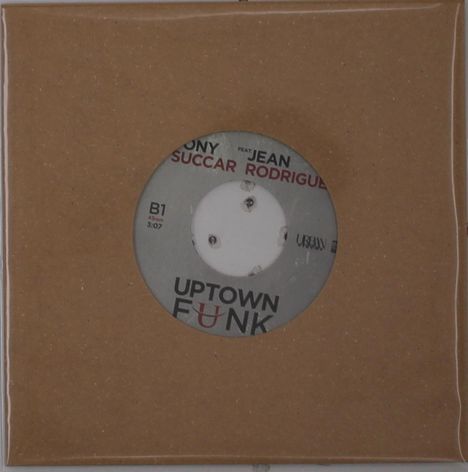 ONY FEAT. JEAN
SUCCAR RODRIGUE
B1
45rpm
3:07
UPTOWN
FUNK